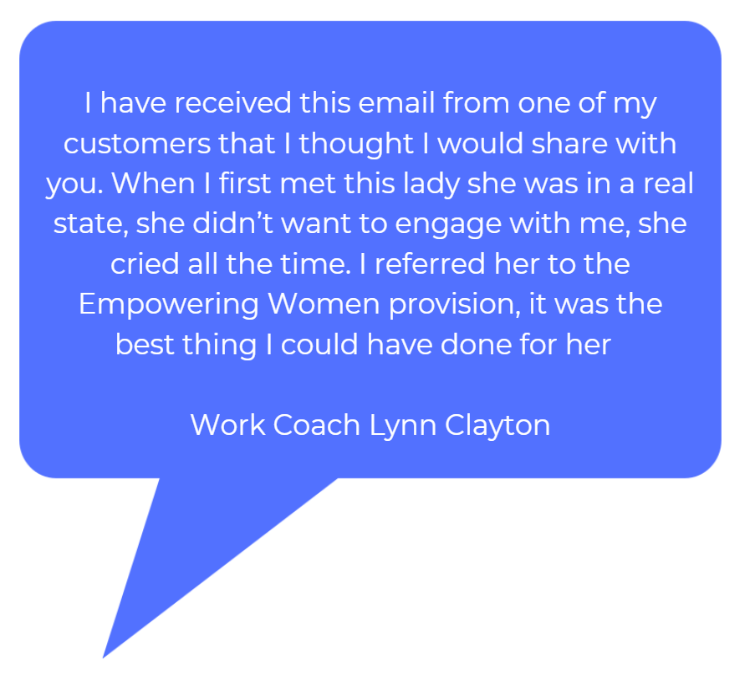 I have received this email from one of my
customers that I thought I would share with
you. When I first met this lady she was in a real
state, she didn’t want to engage with me, she
cried all the time. I referred her to the
Empowering Women provision, it was the
best thing I could have done for her
Work Coach Lynn Clayton